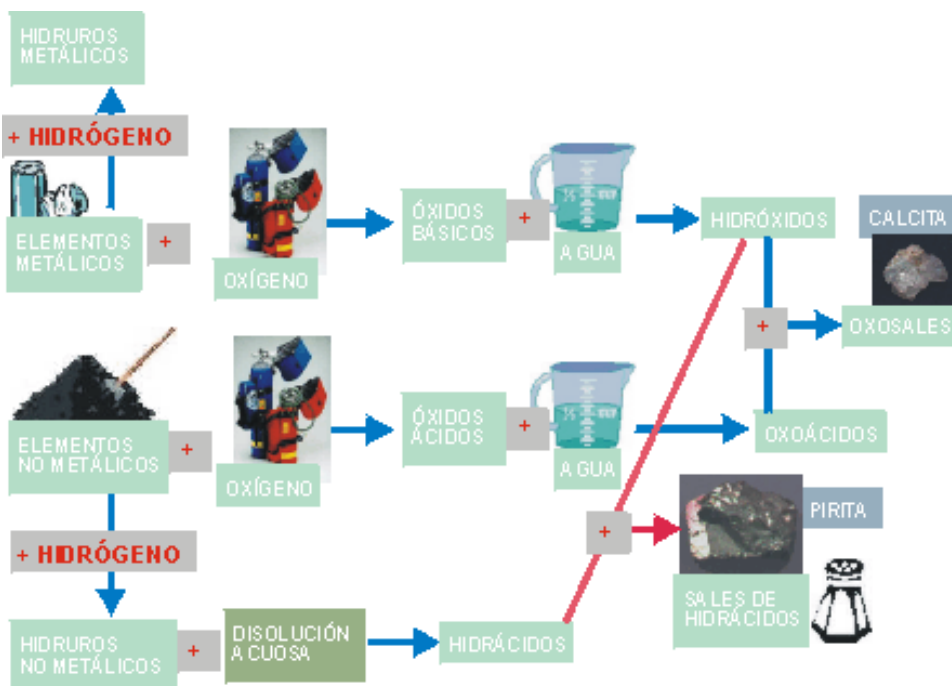 HIDRUROS
METÁLICOS
+ HIDRÓGENO
ELEMENTOS
METÁLICOS
+
OXÍGENO
ÓXIDOS
BÁSICOS
+
AGUA
HIDRÓXIDOS
CALCITA
+
OXOSALES
ELEMENTOS
NO METÁLICOS
+
OXÍGENO
ÓXIDOS
ÁCIDOS
+
AGUA
OXOÁCIDOS
+ HIDRÓGENO
+
PIRITA
SALES DE
HIDRÁCIDOS
HIDRUROS
NO METÁLICOS
+
DISOLUCIÓN
ACUOSA
HIDRÁCIDOS